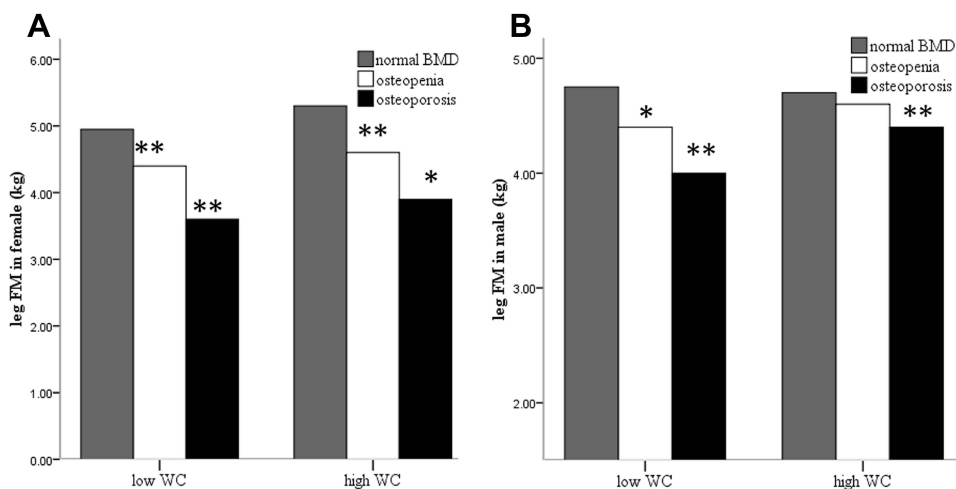 A
leg FM in female (kg)
6.00
5.00
4.00
3.00
2.00
1.00
0.00
normal BMD
osteopenia
osteoporosis
**
**
**
*
low WC
high WC
B
leg FM in male (kg)
5.00
4.00
3.00
2.00
normal BMD
osteopenia
osteoporosis
*
**
**
low WC
high WC